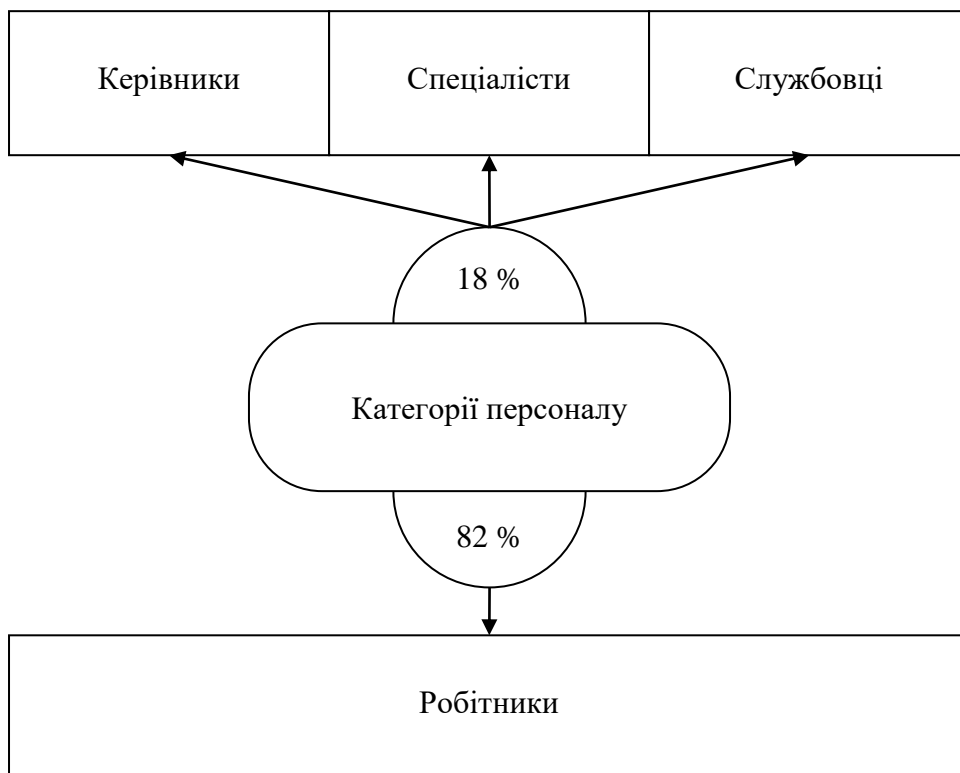 Керівники
Спеціалісти
Службовці
18 %
Категорії персоналу
82 %
Робітники